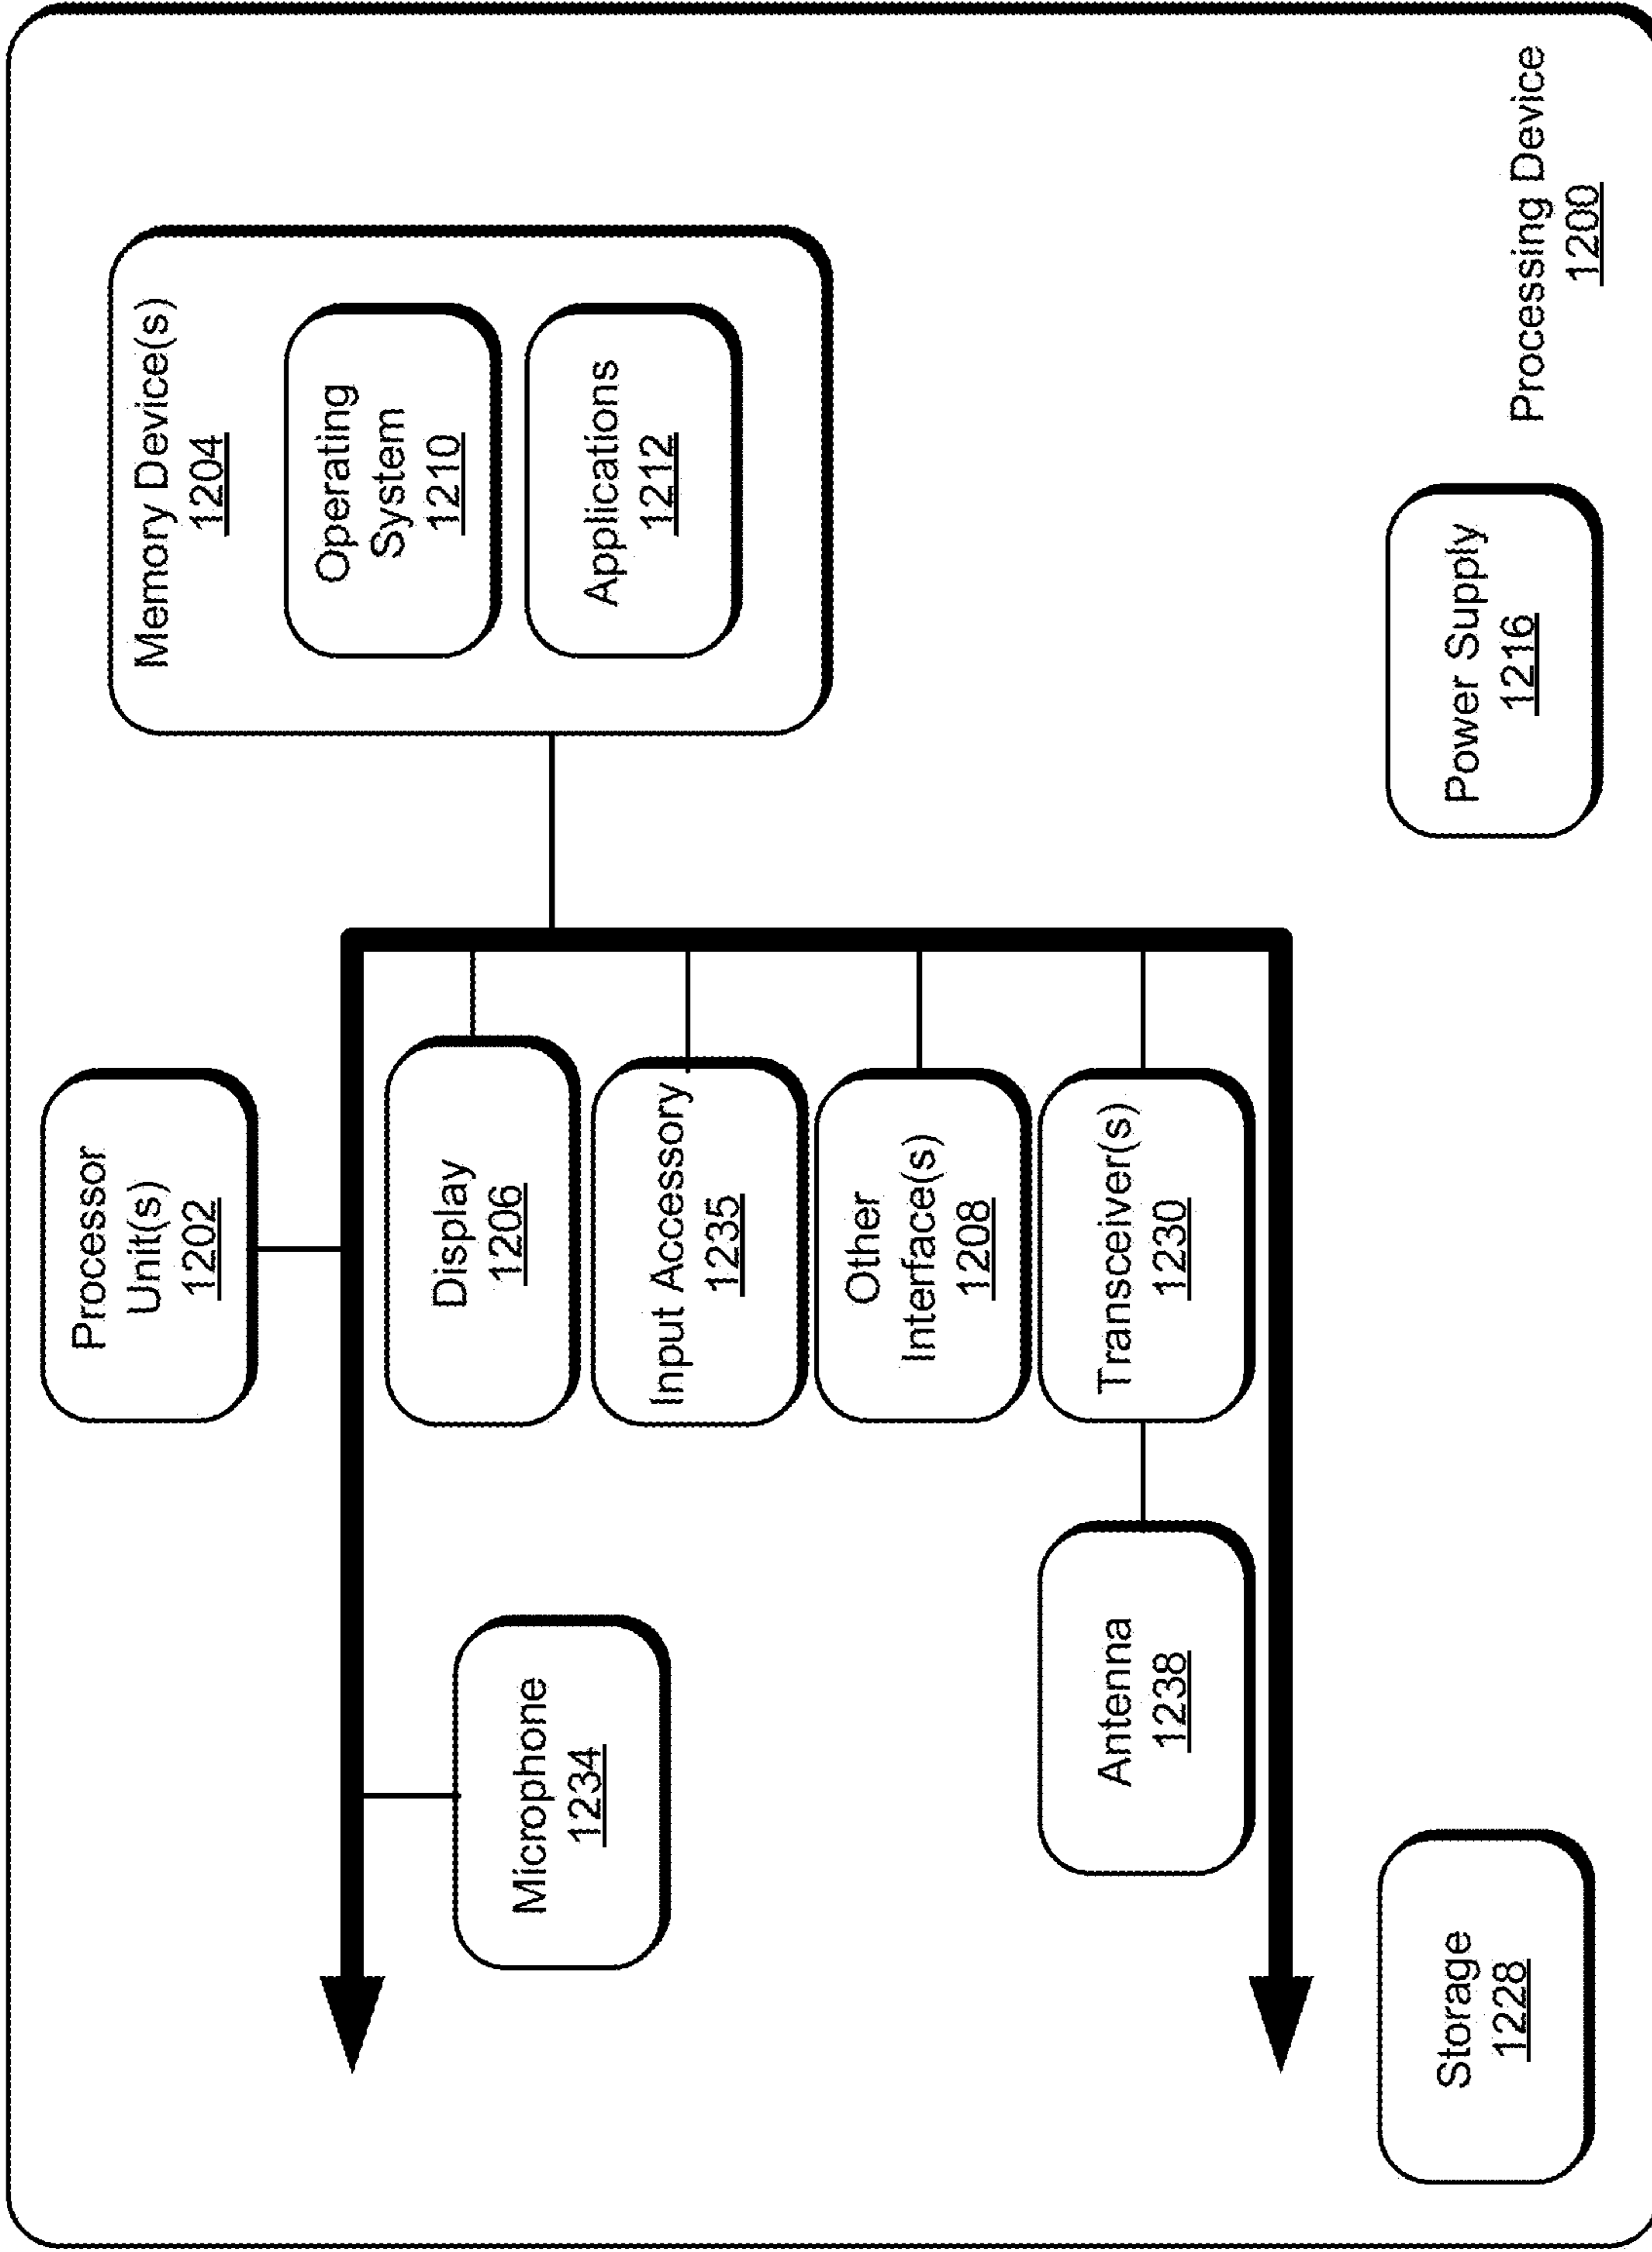 Processor
Unit(s)
1202
Memory Device(s)
1204
Operating
System
1210
Applications
1212
Display
1206
Microphone
1234
Input Accessory
1235
Other
Interface(s)
1208
Antenna
1238
Transceiver(s)
1230
Storage
1228
Power Supply
1216
Processing Device
1200